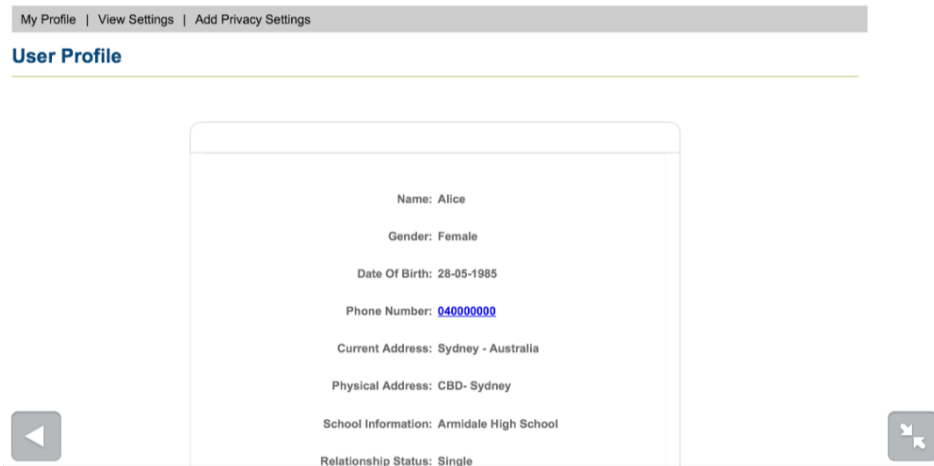 My Profile | View Settings | Add Privacy Settings
User Profile
Name: Alice
Gender: Female
Date Of Birth: 28-05-1985
Phone Number: 040000000
Current Address: Sydney - Australia
Physical Address: CBD- Sydney
School Information: Armidale High School
Relationship Status: Single